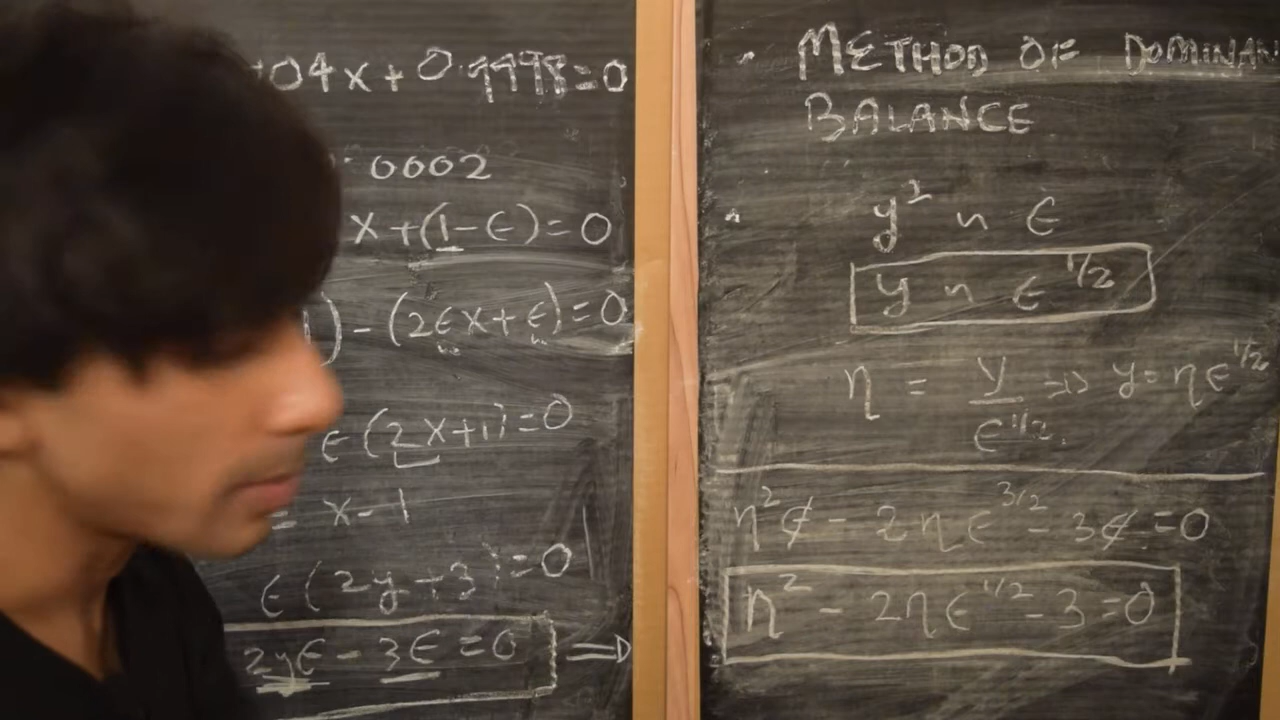 04x + 0.9998 = 0
0002
x + (1 - ϵ) = 0
) - (2ϵx + ϵ) = 0
ϵ(2x+1) = 0
= x - 1
ϵ(2y + 3) = 0
2yϵ - 3ϵ = 0 ⇒
METHOD OF DOMINAN
BALANCE
y² ~ ϵ
y ~ ϵ^1/2
η = y/ϵ^1/2 ⇒ y = ηϵ^1/2
η²ϵ - 2ηϵ^3/2 - 3ϵ = 0
η² - 2ηϵ^1/2 - 3 = 0